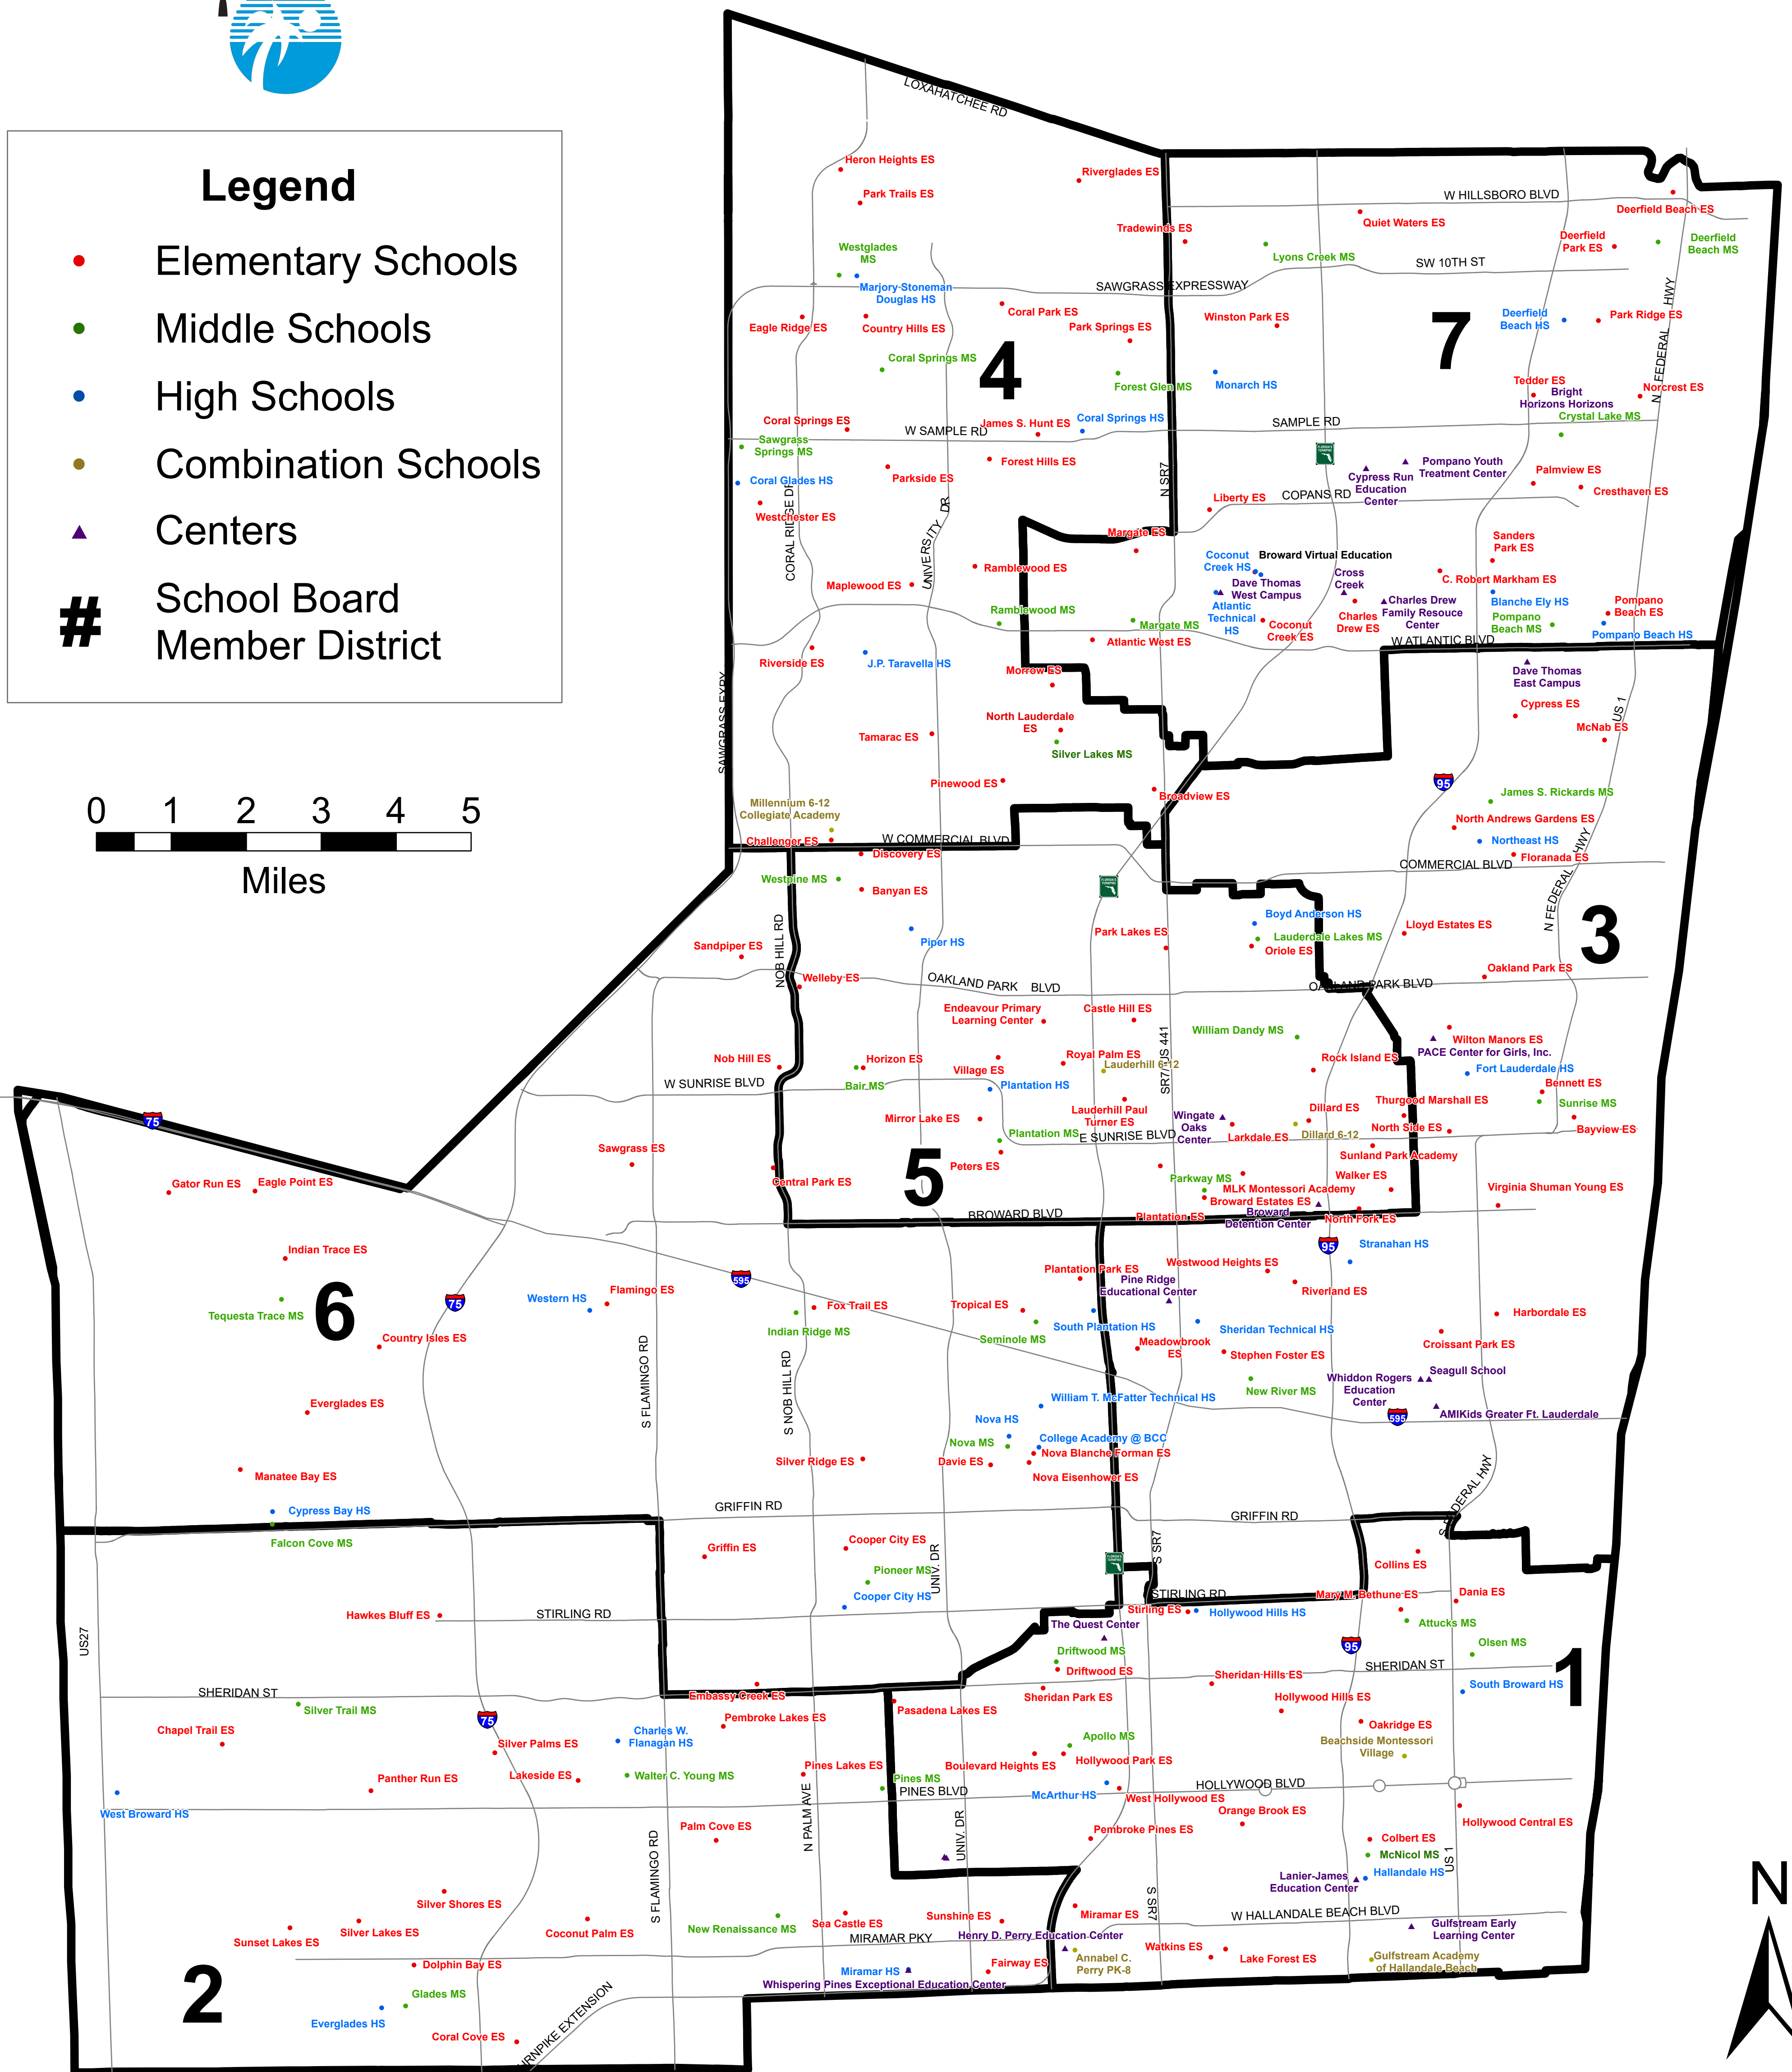 Legend
Elementary Schools
Middle Schools
High Schools
Combination Schools
Centers
#
School Board
Member District
0 1 2 3 4 5
Miles
LOXAHATCHEE RD
Heron Heights ES
Riverglades ES
Park Trails ES
W HILLSBORO BLVD
Deerfield Beach ES
Quiet Waters ES
Tradewinds ES
Deerfield
Park ES
Deerfield
Beach MS
Westglades
MS
Lyons Creek MS
SW 10TH ST
Marjory Stoneman
Douglas HS
SAWGRASS EXPRESSWAY
N FEDERAL HWY
Eagle Ridge ES
Country Hills ES
Coral Park ES
Park Springs ES
Winston Park ES
7
Deerfield
Beach HS
Park Ridge ES
4
Coral Springs MS
Forest Glen MS
Monarch HS
Tedder ES
Norcrest ES
Bright
Horizons Horizons
Crystal Lake MS
Coral Springs ES
W SAMPLE RD
James S. Hunt ES
Coral Springs HS
SAMPLE RD
Sawgrass
Springs MS
Forest Hills ES
Parkside ES
Coral Glades HS
N SR7
Cypress Run
Education
Center
Pompano Youth
Treatment Center
Palmview ES
Cresthaven ES
Westchester ES
CORAL RIDGE DR
UNIVERSITY DR
Liberty ES
COPANS RD
Margate ES
Sanders
Park ES
Ramblewood ES
Maplewood ES
Coconut
Creek HS
Broward Virtual Education
Cross
Creek
Dave Thomas
West Campus
C. Robert Markham ES
Blanche Ely HS
Charles Drew
Family Resouce
Center
Pompano
Beach ES
Ramblewood MS
Margate MS
Atlantic
Technical
HS
Coconut
Creek ES
Charles
Drew ES
Pompano
Beach MS
Pompano Beach HS
Atlantic West ES
W ATLANTIC BLVD
Riverside ES
J.P. Taravella HS
Morrow ES
Dave Thomas
East Campus
SAWGRASS EXPY
Cypress ES
US 1
McNab ES
North Lauderdale
ES
Tamarac ES
Silver Lakes MS
Pinewood ES
Broadview ES
95
James S. Rickards MS
Millennium 6-12
Collegiate Academy
North Andrews Gardens ES
Challenger ES
W COMMERCIAL BLVD
Northeast HS
Discovery ES
Floranada ES
COMMERCIAL BLVD
N FEDERAL HWY
Westpine MS
Banyan ES
3
Boyd Anderson HS
Park Lakes ES
Lauderdale Lakes MS
Oriole ES
Lloyd Estates ES
Sandpiper ES
NOB HILL RD
Piper HS
Welleby ES
OAKLAND PARK BLVD
OAKLAND PARK BLVD
Oakland Park ES
Endeavour Primary
Learning Center
Castle Hill ES
William Dandy MS
Wilton Manors ES
PACE Center for Girls, Inc.
Nob Hill ES
Horizon ES
Village ES
Royal Palm ES
Lauderhill 6-12
SR7/ US 441
Rock Island ES
Fort Lauderdale HS
W SUNRISE BLVD
Bair MS
Plantation HS
Bennett ES
Sunrise MS
75
Mirror Lake ES
Lauderhill Paul
Turner ES
Wingate
Oaks
Center
Dillard ES
Thurgood Marshall ES
Bayview ES
Plantation MS
E SUNRISE BLVD
Larkdale ES
Dillard 6-12
North Side ES
Sawgrass ES
5
Peters ES
Sunland Park Academy
Gator Run ES
Eagle Point ES
Central Park ES
Parkway MS
MLK Montessori Academy
Walker ES
Virginia Shuman Young ES
Broward Estates ES
BROWARD BLVD
Plantation ES
Broward
Detention Center
North Fork ES
Indian Trace ES
95
Stranahan HS
6
Tequesta Trace MS
75
595
Western HS
Flamingo ES
Fox Trail ES
Indian Ridge MS
Tropical ES
Seminole MS
Plantation Park ES
Pine Ridge
Educational Center
Westwood Heights ES
Riverland ES
South Plantation HS
Sheridan Technical HS
Harbordale ES
Country Isles ES
Meadowbrook
ES
Stephen Foster ES
Croissant Park ES
S FLAMINGO RD
S NOB HILL RD
New River MS
Whiddon Rogers
Education
Center
Seagull School
Everglades ES
William T. McFatter Technical HS
595
AMIKids Greater Ft. Lauderdale
Nova HS
Nova MS
College Academy @ BCC
Nova Blanche Forman ES
Silver Ridge ES
Davie ES
Nova Eisenhower ES
Manatee Bay ES
Cypress Bay HS
Falcon Cove MS
GRIFFIN RD
GRIFFIN RD
S FEDERAL HWY
Griffin ES
Cooper City ES
Pioneer MS
UNIV. DR
Cooper City HS
S SR7
Collins ES
Hawkes Bluff ES
STIRLING RD
STIRLING RD
Mary M. Bethune ES
Dania ES
Stirling ES
Hollywood Hills HS
Attucks MS
The Quest Center
US27
Driftwood MS
Driftwood ES
95
Olsen MS
SHERIDAN ST
1
SHERIDAN ST
Embassy Creek ES
Sheridan Park ES
Sheridan Hills ES
South Broward HS
Silver Trail MS
Pasadena Lakes ES
Hollywood Hills ES
Chapel Trail ES
75
Pembroke Lakes ES
Charles W.
Flanagan HS
Oakridge ES
Silver Palms ES
Apollo MS
Beachside Montessori
Village
Panther Run ES
Lakeside ES
Walter C. Young MS
Pines Lakes ES
Pines MS
Boulevard Heights ES
Hollywood Park ES
HOLLYWOOD BLVD
West Broward HS
PINES BLVD
McArthur HS
West Hollywood ES
Orange Brook ES
Hollywood Central ES
Palm Cove ES
N PALM AVE
UNIV. DR
Pembroke Pines ES
Colbert ES
McNicol MS
US 1
Hallandale HS
Lanier-James
Education Center
Silver Shores ES
S FLAMINGO RD
S SR7
Sunset Lakes ES
Silver Lakes ES
Coconut Palm ES
New Renaissance MS
Sea Castle ES
Sunshine ES
Miramar ES
W HALLANDALE BEACH BLVD
Gulfstream Early
Learning Center
MIRAMAR PKY
Henry D. Perry Education Center
Annabel C.
Perry PK-8
Watkins ES
Lake Forest ES
Gulfstream Academy
of Hallandale Beach
Dolphin Bay ES
Miramar HS
Fairway ES
Whispering Pines Exceptional Education Center
2
Glades MS
Everglades HS
Coral Cove ES
N